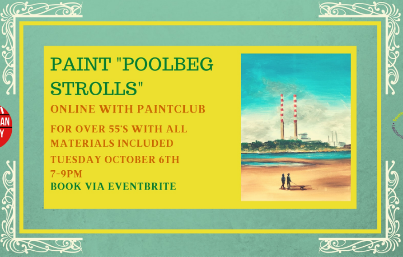 PAINT "POOLBEG
STROLLS"
ONLINE WITH PAINTCLUB
FOR OVER 55'S WITH ALL
MATERIALS INCLUDED
TUESDAY OCTOBER 6TH
7-9PM
BOOK VIA EVENTBRITE